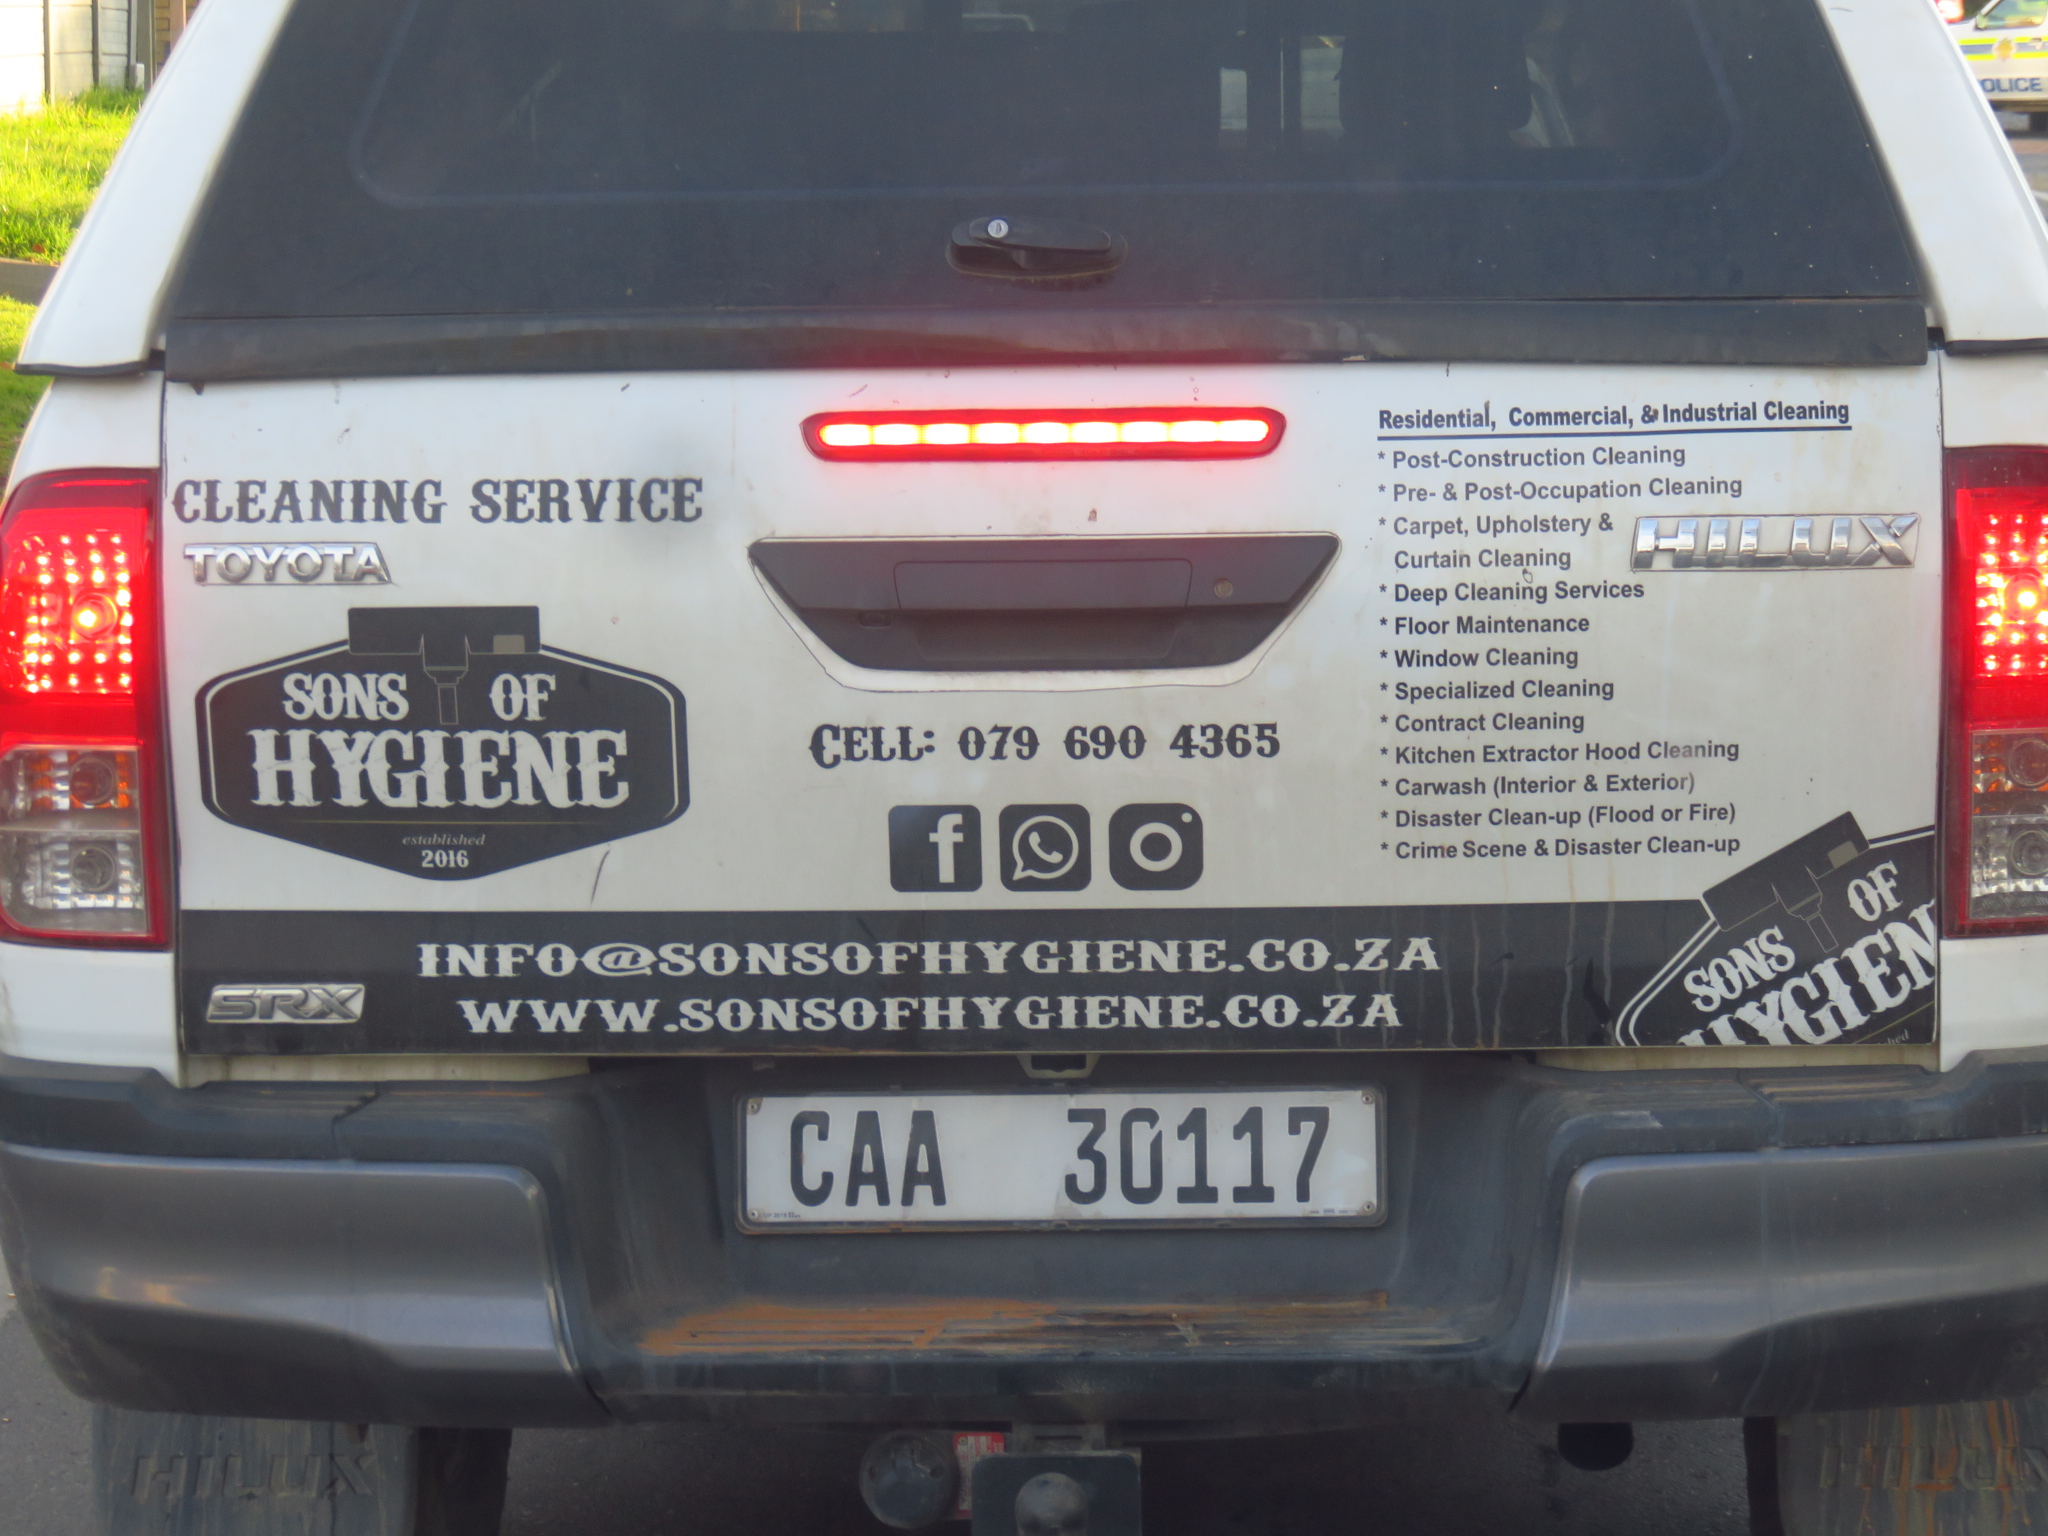 OLICE
Residential, Commercial, & Industrial Cleaning
* Post-Construction Cleaning
* Pre- & Post-Occupation Cleaning
* Carpet, Upholstery &
Curtain Cleaning
* Deep Cleaning Services
* Floor Maintenance
* Window Cleaning
* Specialized Cleaning
* Contract Cleaning
* Kitchen Extractor Hood Cleaning
* Carwash (Interior & Exterior)
* Disaster Clean-up (Flood or Fire)
* Crime Scene & Disaster Clean-up
CLEANING SERVICE
TOYOTA
HILUX
SONS OF
HYGIENE
established
2016
CELL: 079 690 4365
f
INFO@SONSOFHYGIENE.CO.ZA
WWW.SONSOFHYGIENE.CO.ZA
SRX
SONS OF
HYGIEN
CAA 30117
HILUX
HILUX